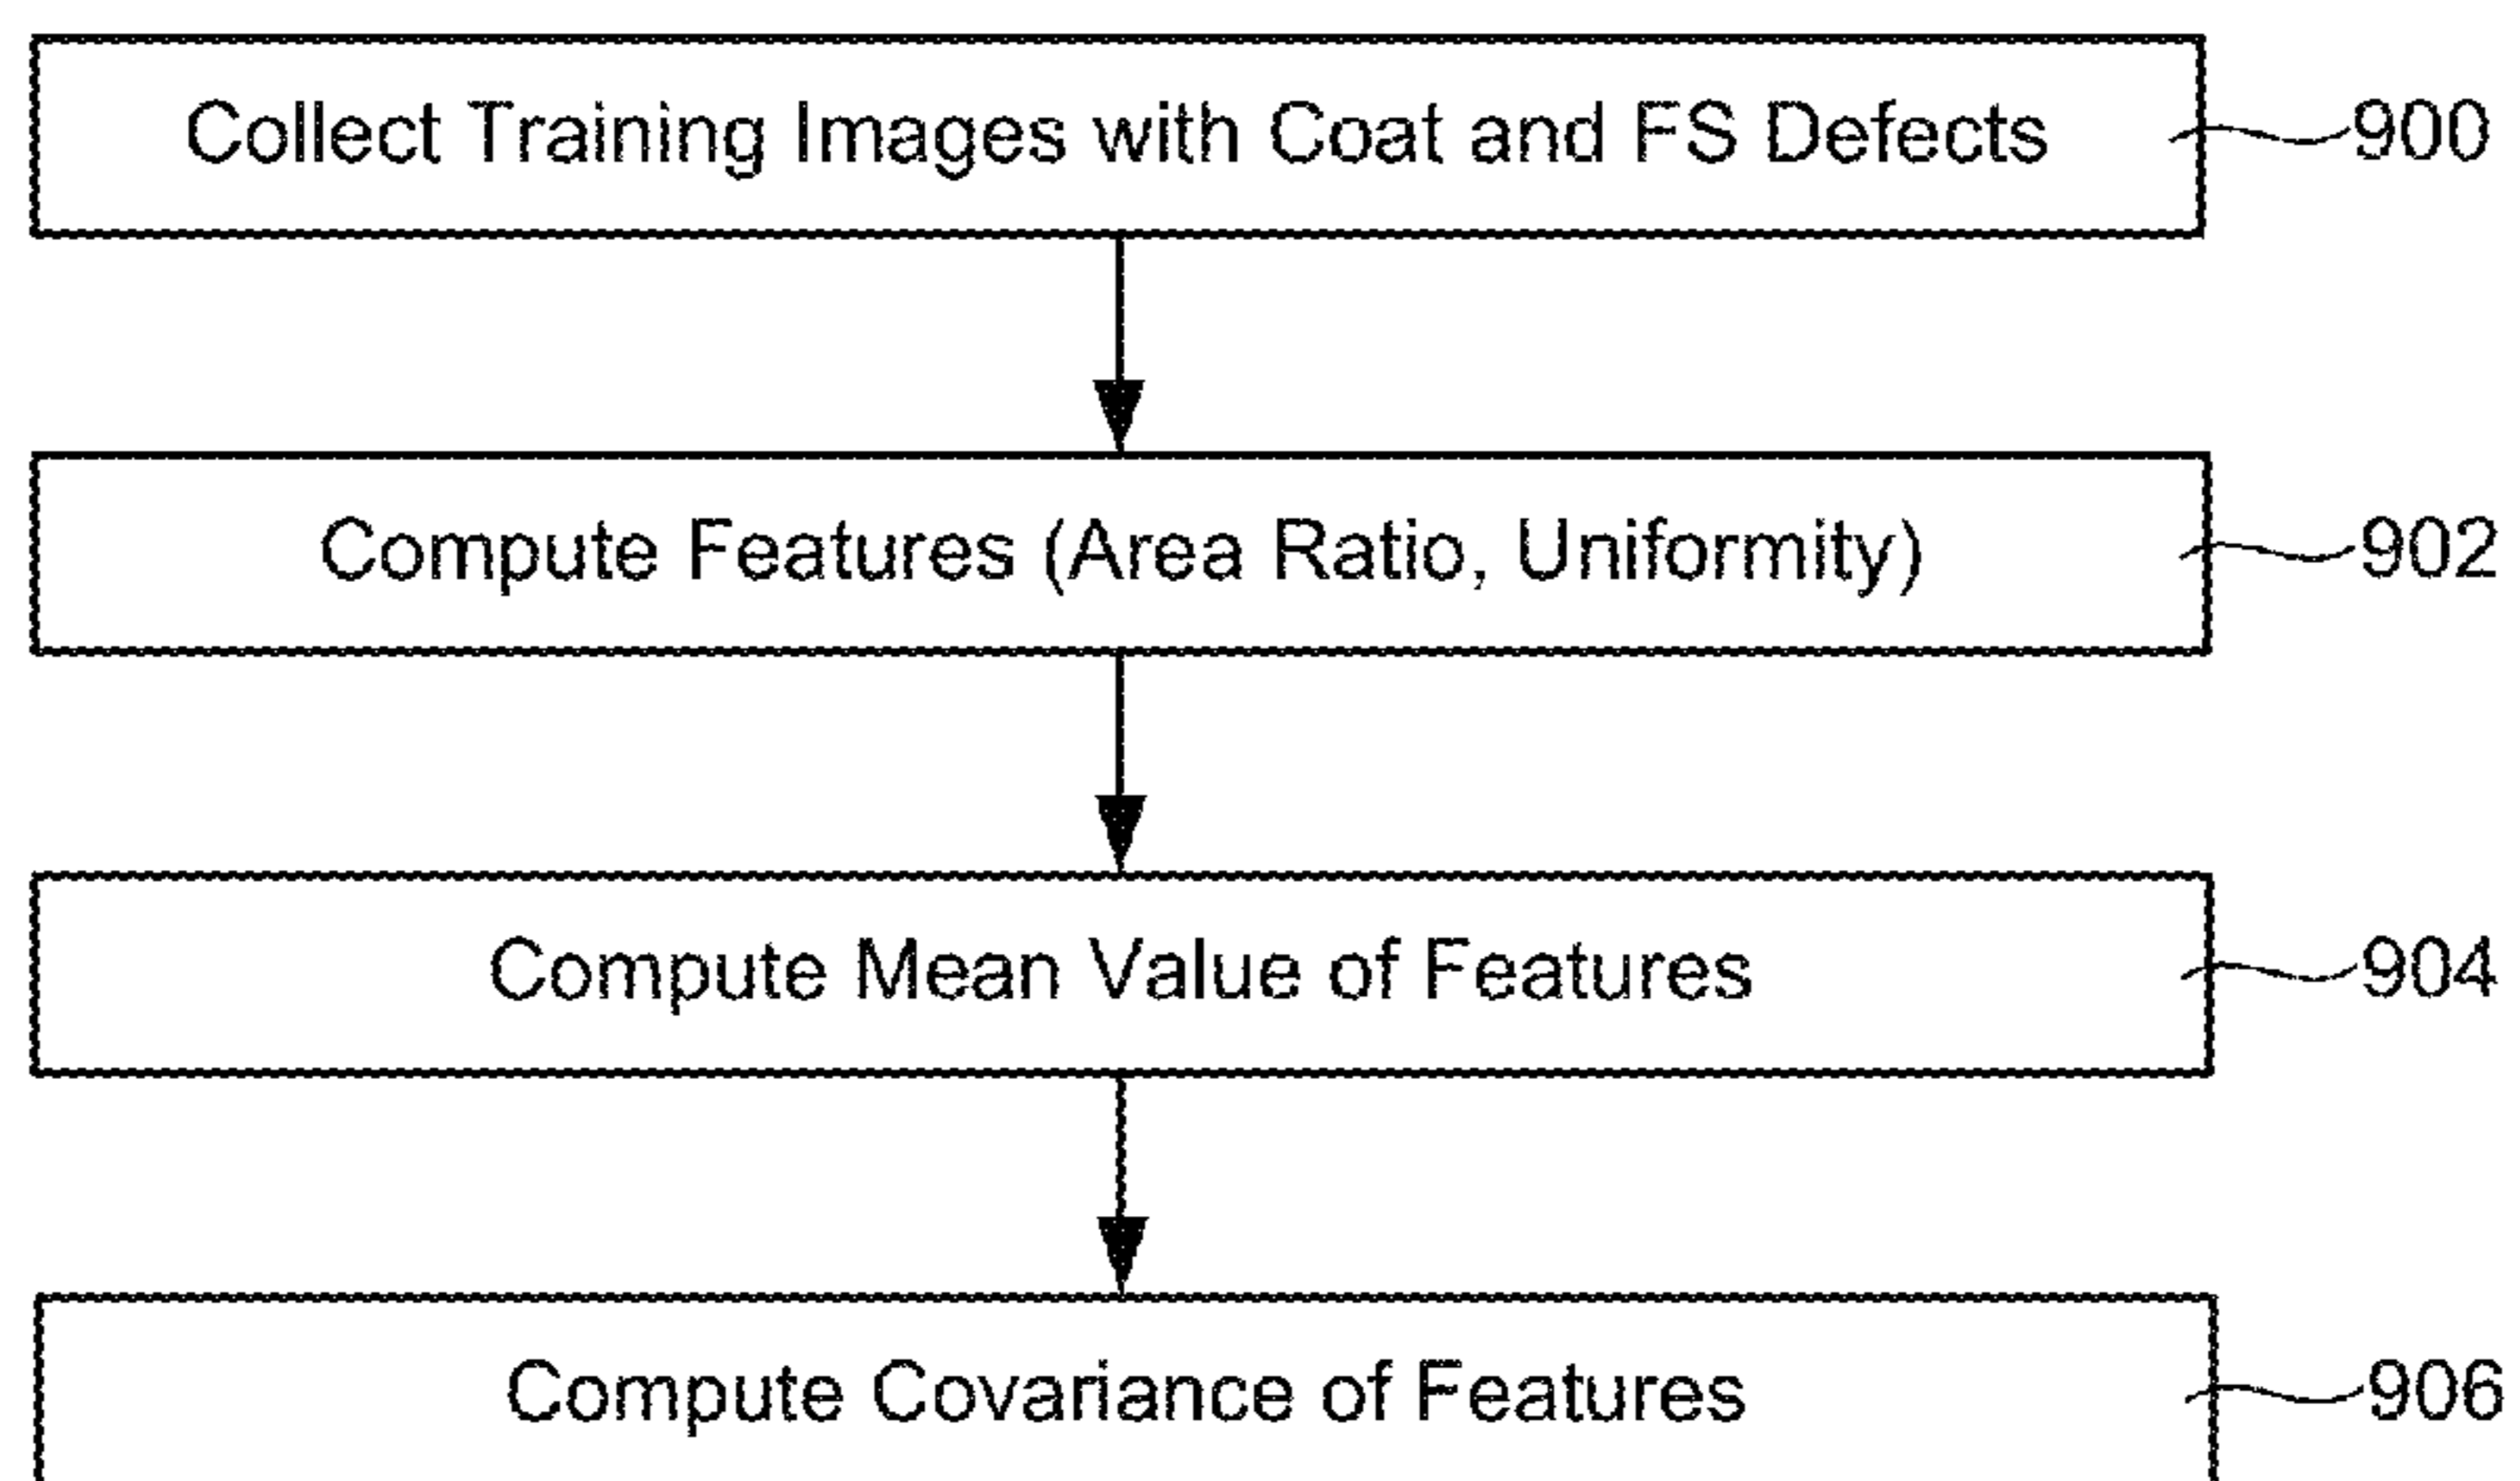 Collect Training Images with Coat and FS Defects 900
Compute Features (Area Ratio, Uniformity) 902
Compute Mean Value of Features 904
Compute Covariance of Features 906